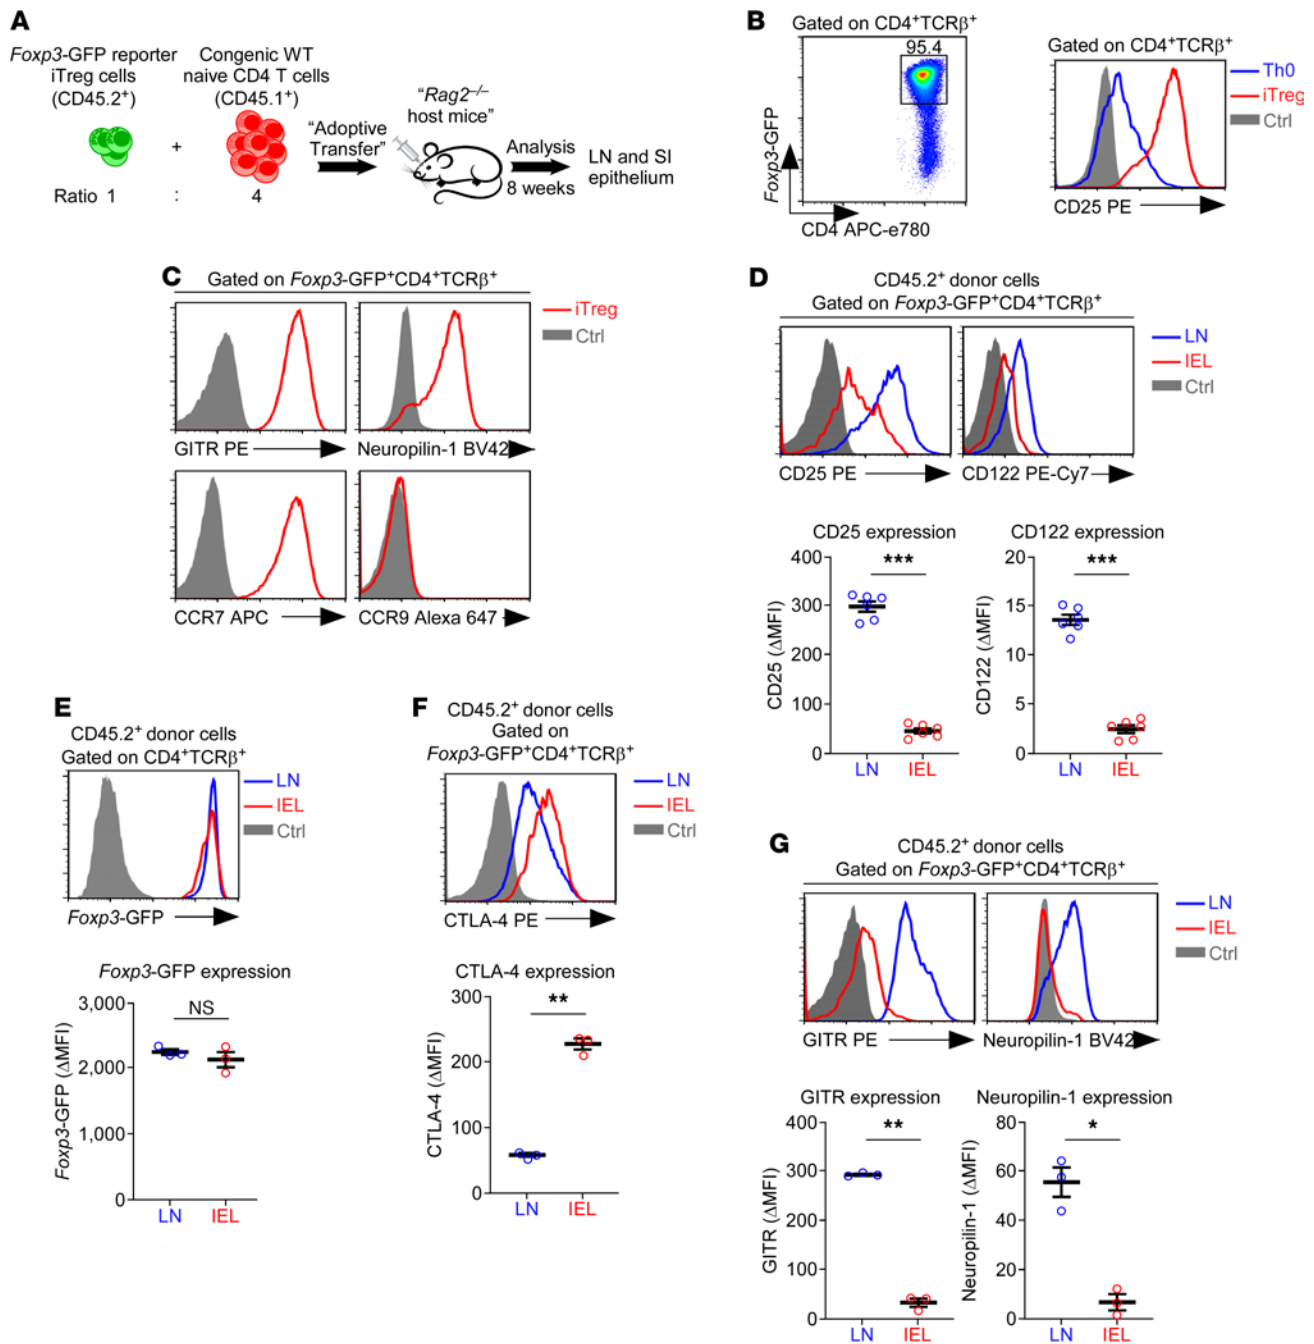 A
Foxp3-GFP reporter
iTreg cells
(CD45.2+)
Congenic WT
naive CD4 T cells
(CD45.1+)
+
Ratio 1 : 4
"Adoptive
Transfer"
"Rag2–/–
host mice"
Analysis
8 weeks
LN and SI
epithelium
B
Gated on CD4+TCRβ+
95.4
Foxp3-GFP
CD4 APC-e780
Gated on CD4+TCRβ+
Th0
iTreg
Ctrl
CD25 PE
C
Gated on Foxp3-GFP+CD4+TCRβ+
iTreg
Ctrl
GITR PE
Neuropilin-1 BV42
CCR7 APC
CCR9 Alexa 647
D
CD45.2+ donor cells
Gated on Foxp3-GFP+CD4+TCRβ+
LN
IEL
Ctrl
CD25 PE
CD122 PE-Cy7
CD25 expression
400
300
200
100
0
CD25 (ΔMFI)
***
LN
IEL
CD122 expression
20
15
10
5
0
CD122 (ΔMFI)
***
LN
IEL
E
CD45.2+ donor cells
Gated on CD4+TCRβ+
LN
IEL
Ctrl
Foxp3-GFP
Foxp3-GFP expression
3,000
2,000
1,000
0
Foxp3-GFP (ΔMFI)
NS
LN
IEL
F
CD45.2+ donor cells
Gated on
Foxp3-GFP+CD4+TCRβ+
LN
IEL
Ctrl
CTLA-4 PE
CTLA-4 expression
300
200
100
0
CTLA-4 (ΔMFI)
**
LN
IEL
G
CD45.2+ donor cells
Gated on Foxp3-GFP+CD4+TCRβ+
LN
IEL
Ctrl
GITR PE
Neuropilin-1 BV42
GITR expression
400
300
200
100
0
GITR (ΔMFI)
**
LN
IEL
Neuropilin-1 expression
80
60
40
20
0
Neuropilin-1 (ΔMFI)
*
LN
IEL